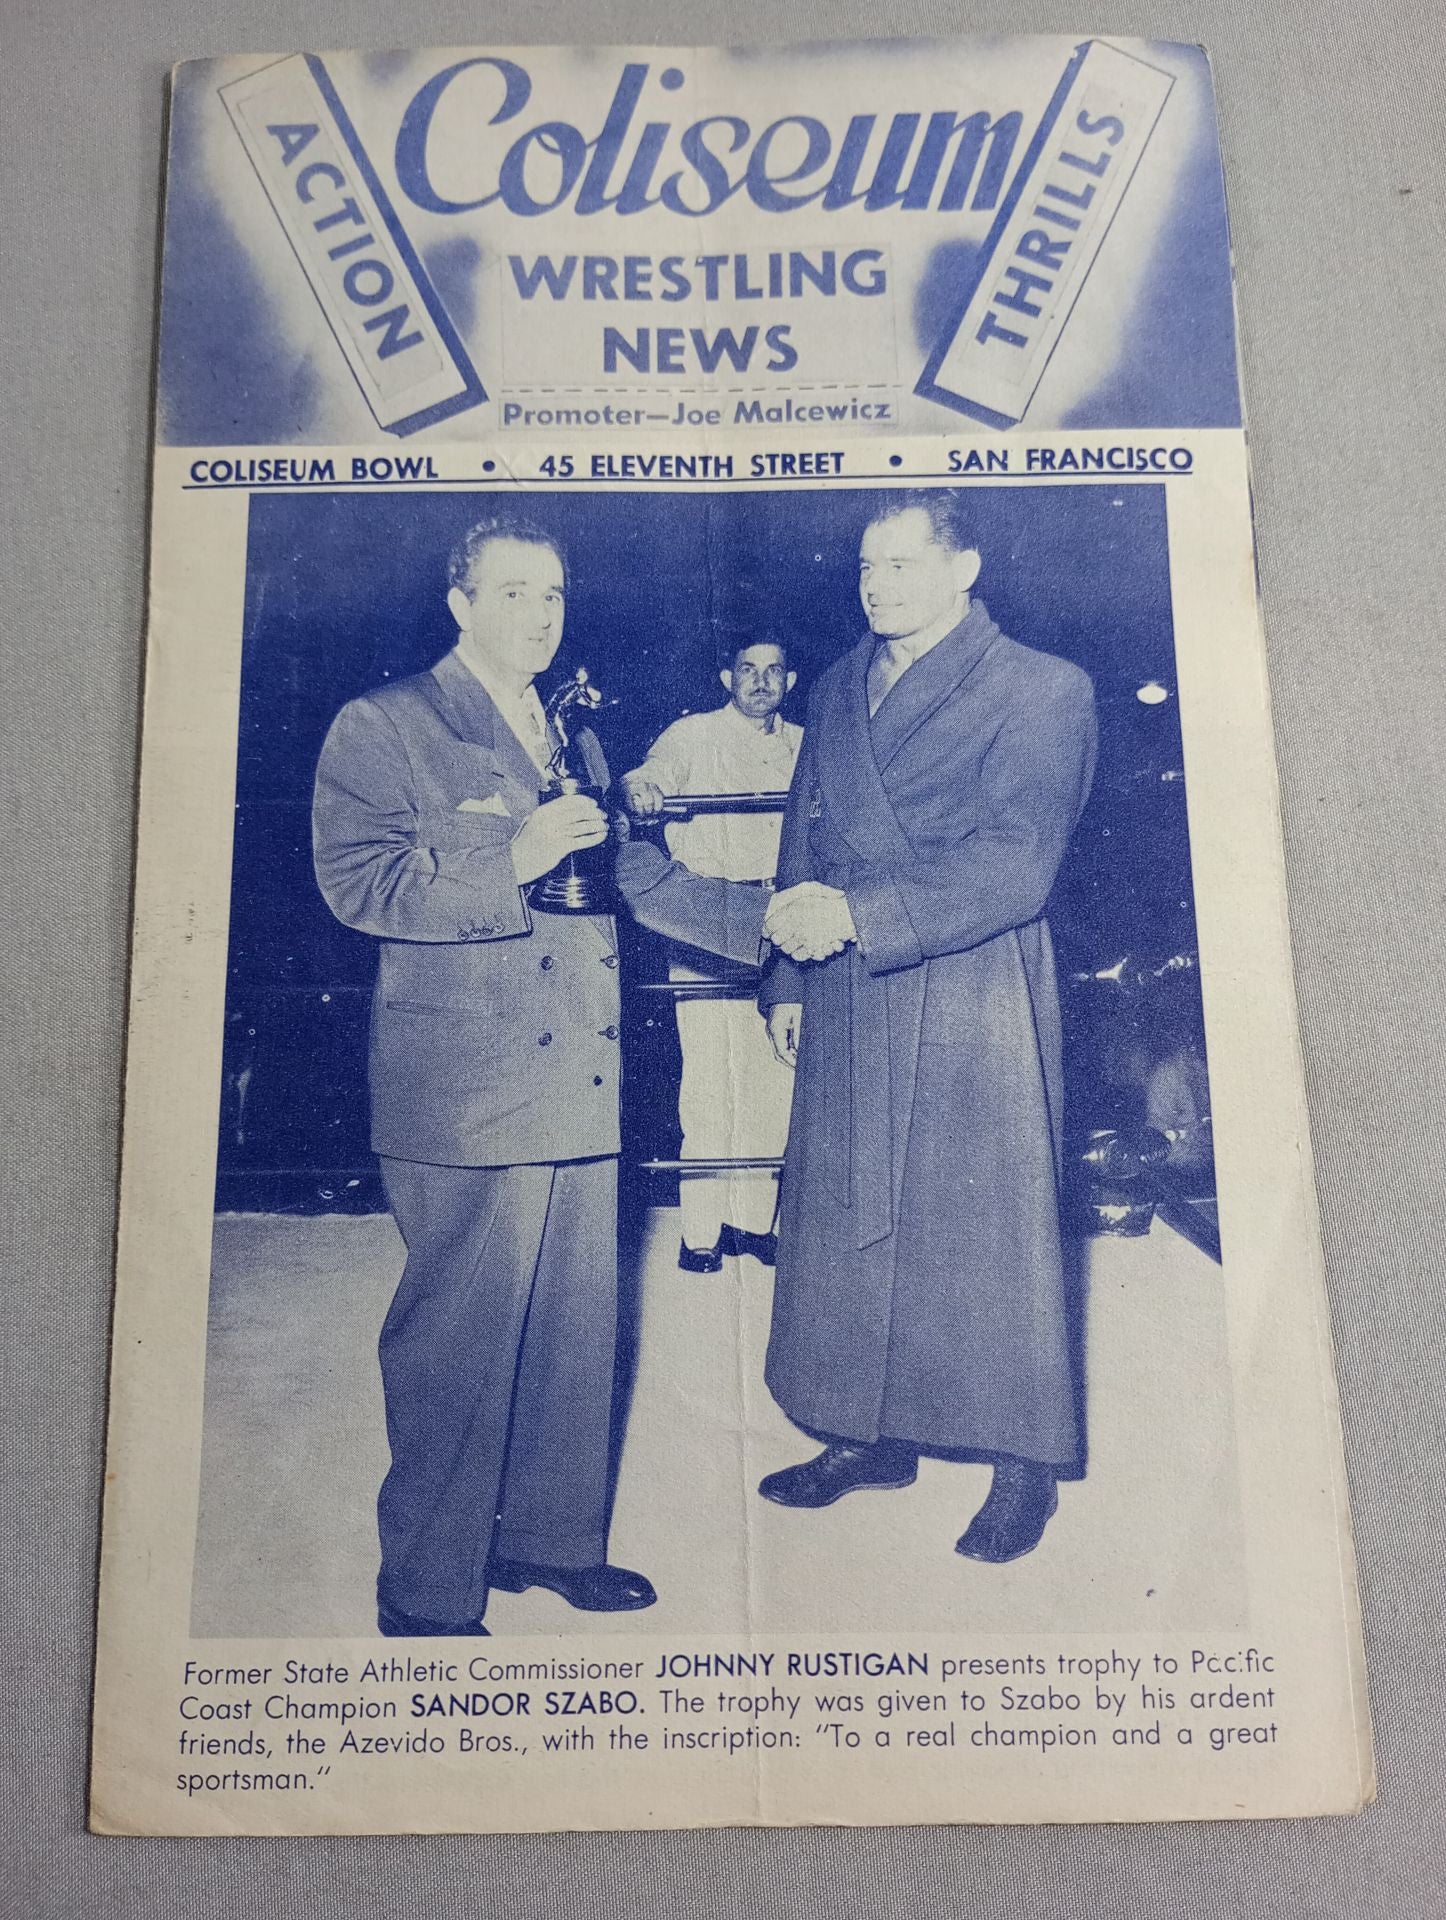 ACTION
Coliseum
THRILLS
WRESTLING
NEWS
Promoter—Joe Malcewicz
COLISEUM BOWL • 45 ELEVENTH STREET • SAN FRANCISCO
Former State Athletic Commissioner JOHNNY RUSTIGAN presents trophy to Pacific
Coast Champion SANDOR SZABO. The trophy was given to Szabo by his ardent
friends, the Azevido Bros., with the inscription: "To a real champion and a great
sportsman."